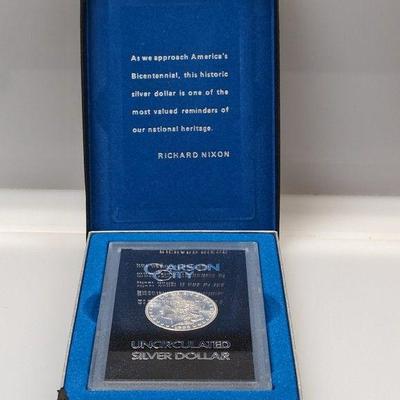 As we approach America's
Bicentennial, this historic
silver dollar is one of the
most valued reminders of
our national heritage.
RICHARD NIXON
CARSON
CITY
UNCIRCULATED
SILVER DOLLAR